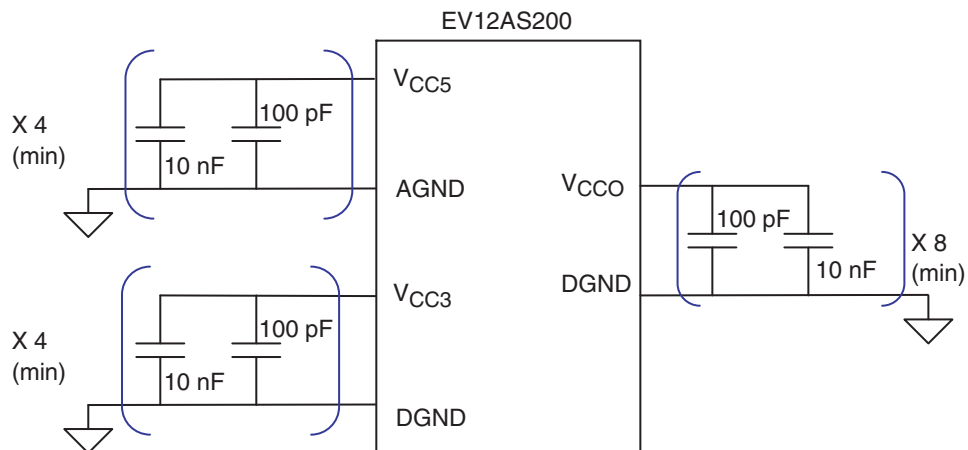 EV12AS200
VCC5
100 pF
X 4
(min)
10 nF
AGND
VCCO
100 pF
X 8
(min)
10 nF
DGND
VCC3
100 pF
X 4
(min)
10 nF
DGND